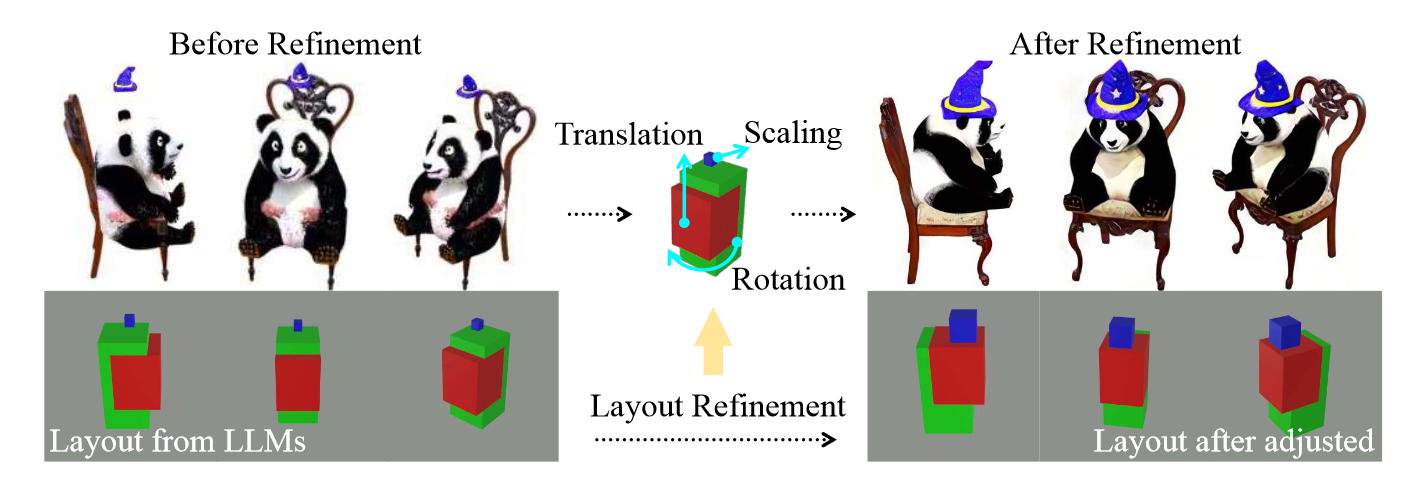 Before Refinement
After Refinement
Translation
Scaling
Rotation
Layout Refinement
Layout from LLMs
Layout after adjusted